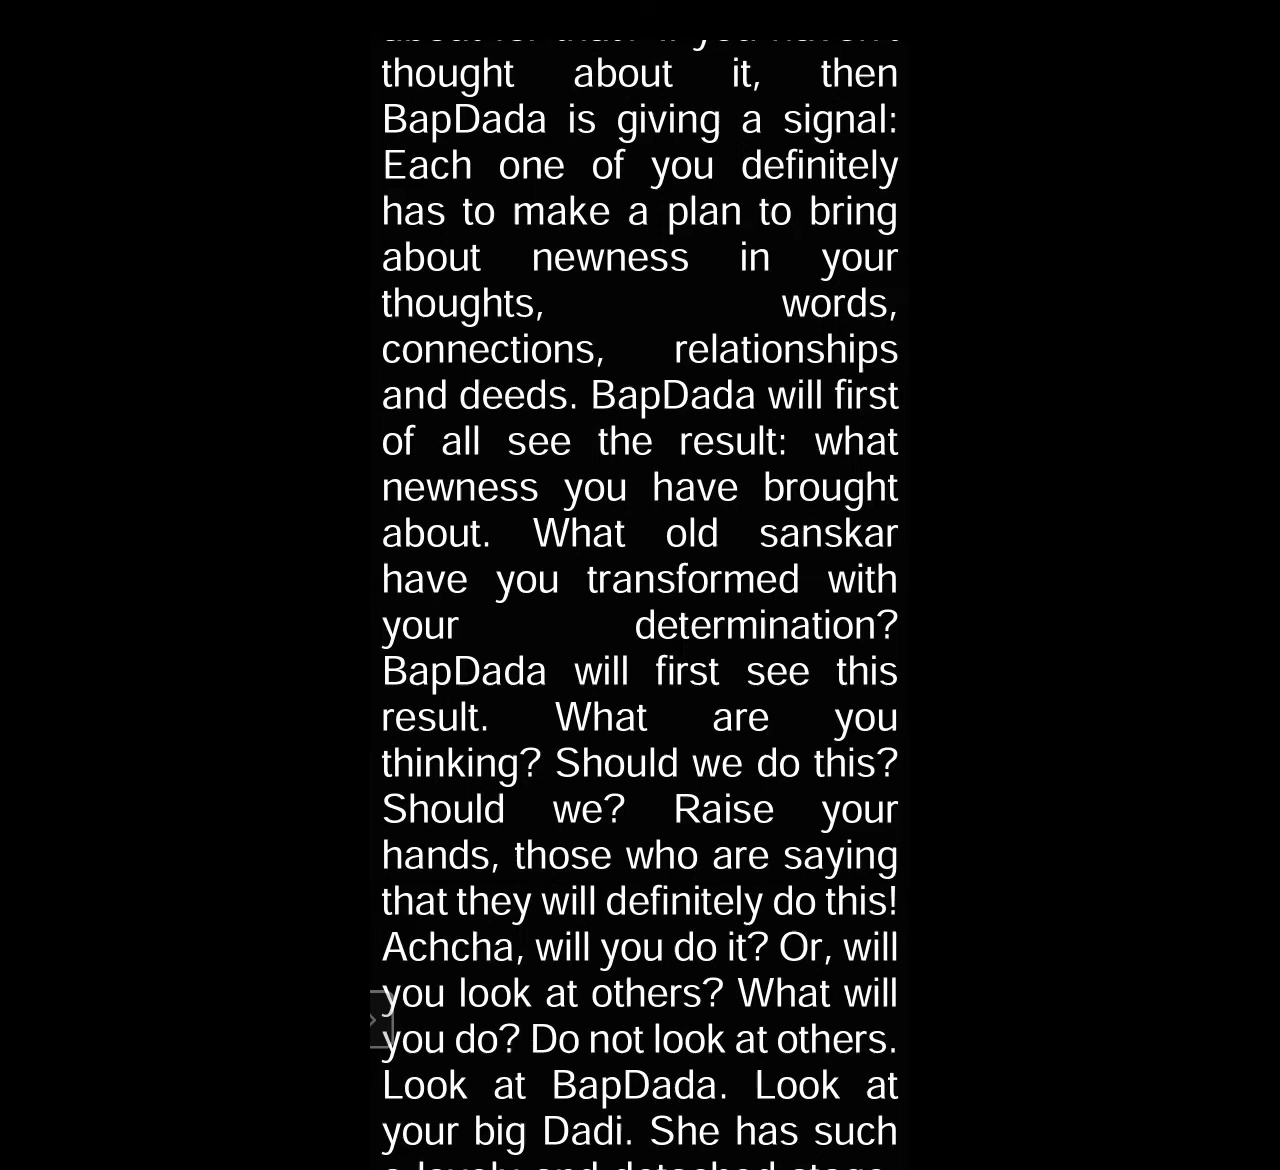 thought about it, then
BapDada is giving a signal:
Each one of you definitely
has to make a plan to bring
about newness in your
thoughts, words,
connections, relationships
and deeds. BapDada will first
of all see the result: what
newness you have brought
about. What old sanskar
have you transformed with
your determination?
BapDada will first see this
result. What are you
thinking? Should we do this?
Should we? Raise your
hands, those who are saying
that they will definitely do this!
Achcha, will you do it? Or, will
you look at others? What will
you do? Do not look at others.
Look at BapDada. Look at
your big Dadi. She has such
a lovely and detached stage.